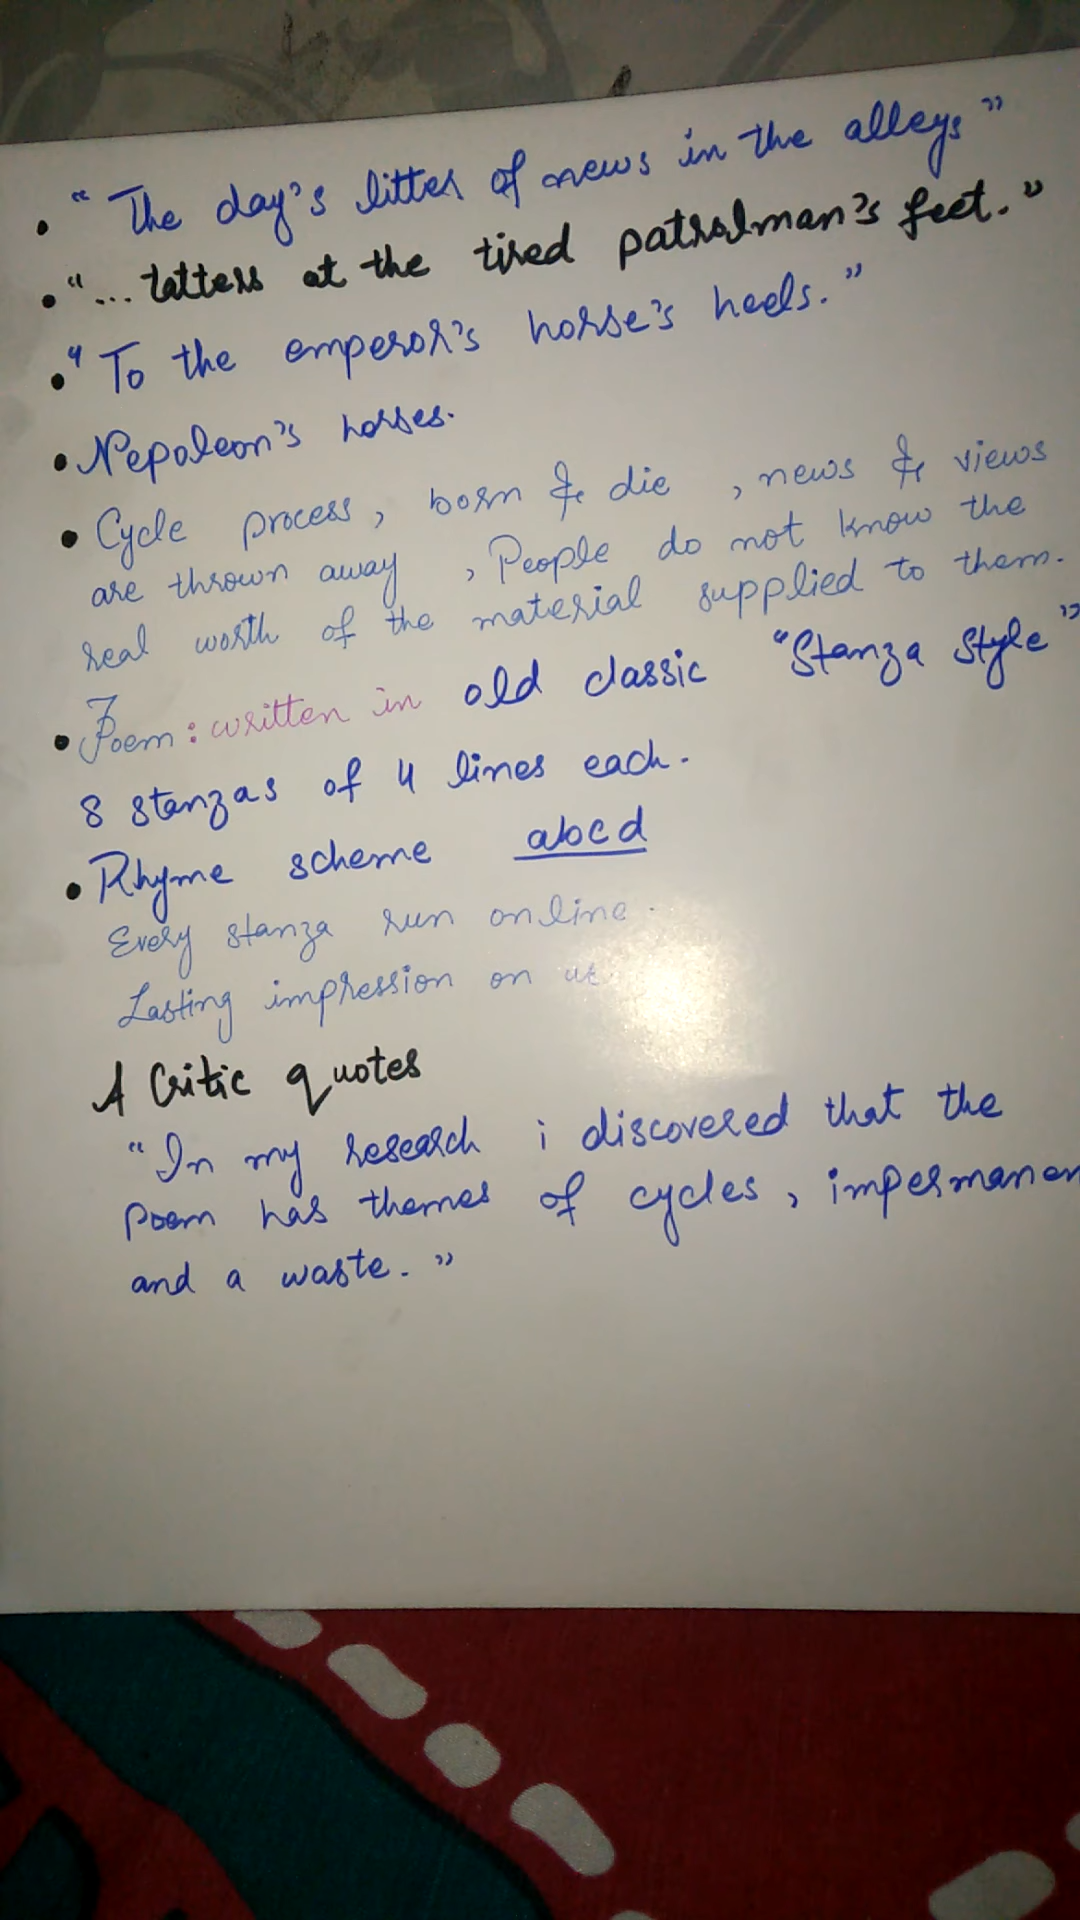 • "The day's litter of news in the alleys"
• "... tatters at the tired patrolman's feet."
• "To the emperor's horse's heels."
• Nepoleon's horses.
• Cycle process, born & die , news & views
are thrown away , People do not know the
real worth of the material supplied to them.
• Poem : written in old classic "Stanza Style"
8 stanzas of 4 lines each.
• Rhyme scheme abcd
Every stanza run on line.
Lasting impression on us
A Critic quotes
"In my research i discovered that the
Poem has themes of cycles, impermanen
and a waste."